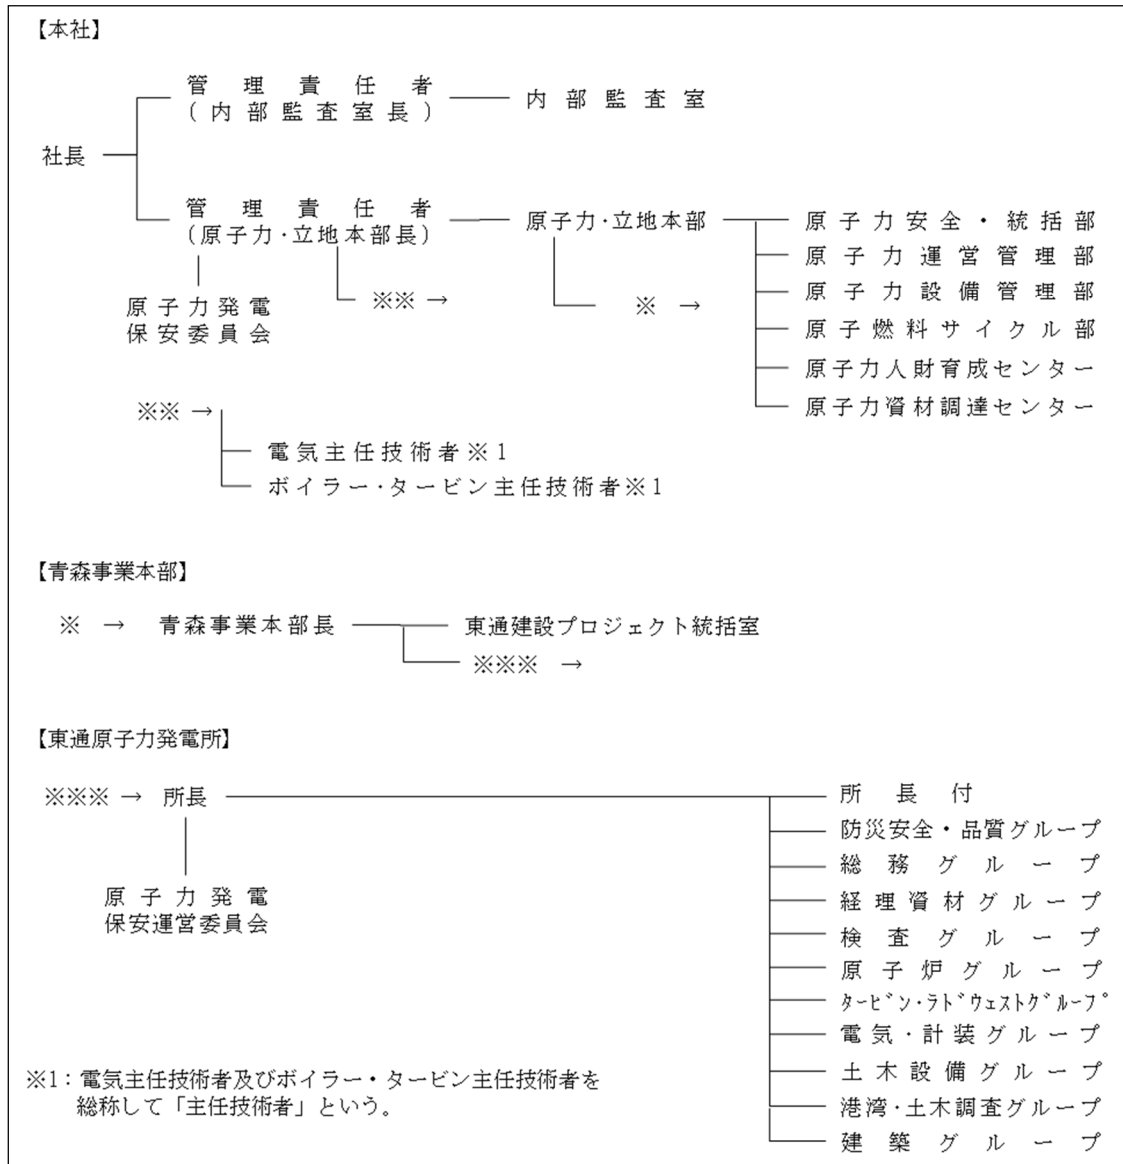 【本社】
管理責任者
(内部監査室長)
内部監査室
社長
管理責任者
(原子力・立地本部長)
原子力・立地本部
原子力安全・統括部
原子力運営管理部
原子力設備管理部
原子燃料サイクル部
原子力人財育成センター
原子力資材調達センター
※※ →
※ →
原子力発電
保安委員会
※※ →
電気主任技術者※1
ボイラー・タービン主任技術者※1
【青森事業本部】
※ → 青森事業本部長
東通建設プロジェクト統括室
※※※ →
【東通原子力発電所】
※※※ → 所長
原子力発電
保安運営委員会
所長付
防災安全・品質グループ
総務グループ
経理資材グループ
検査グループ
原子炉グループ
タービン・ラドウェストグループ
電気・計装グループ
土木設備グループ
港湾・土木調査グループ
建築グループ
※1：電気主任技術者及びボイラー・タービン主任技術者を
総称して「主任技術者」という。